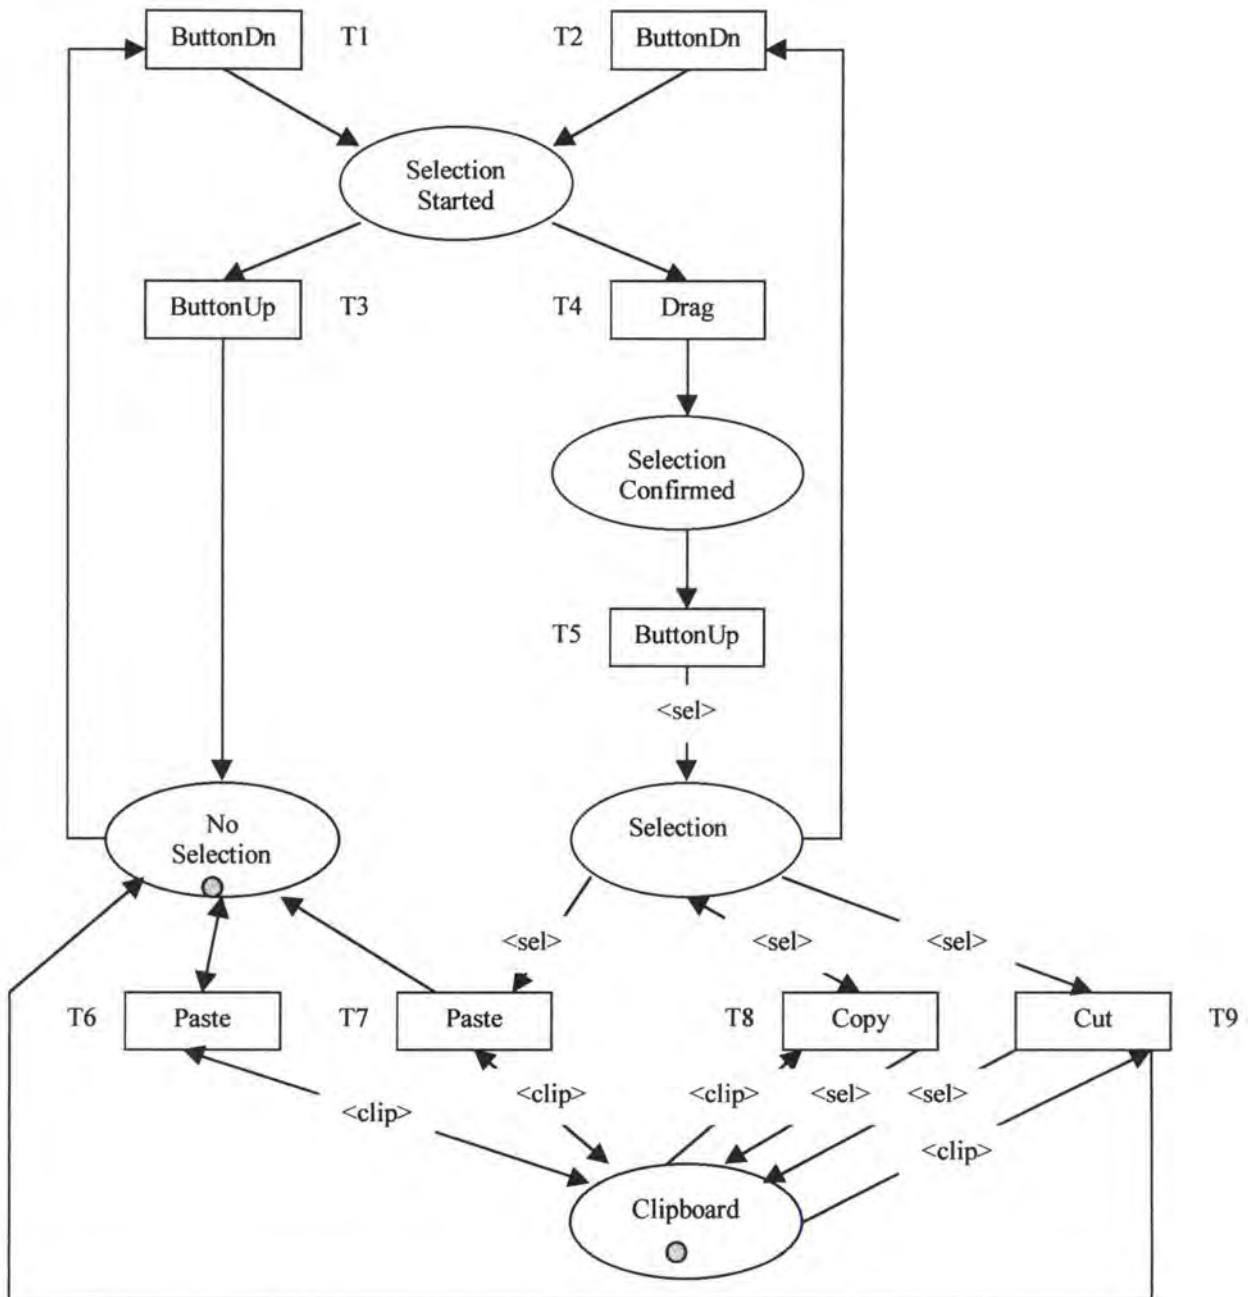 ButtonDn T1 T2 ButtonDn
Selection
Started
ButtonUp T3 T4 Drag
Selection
Confirmed
T5 ButtonUp
<sel>
No
Selection
Selection
<sel> <sel> <sel>
T6 Paste T7 Paste T8 Copy Cut T9
<clip> <clip> <clip> <sel> <sel>
<clip>
Clipboard